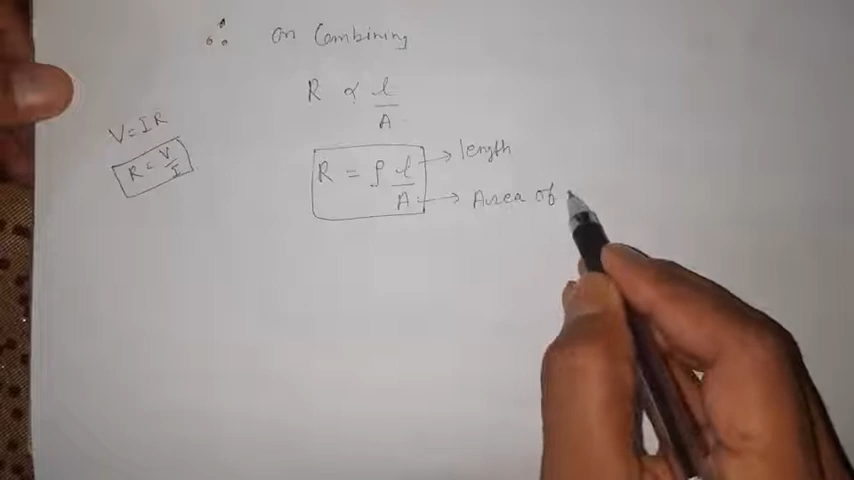 ∴ On Combining
R ∝ l/A
V=IR
R=V/I
R = ρ l/A
length
Area of